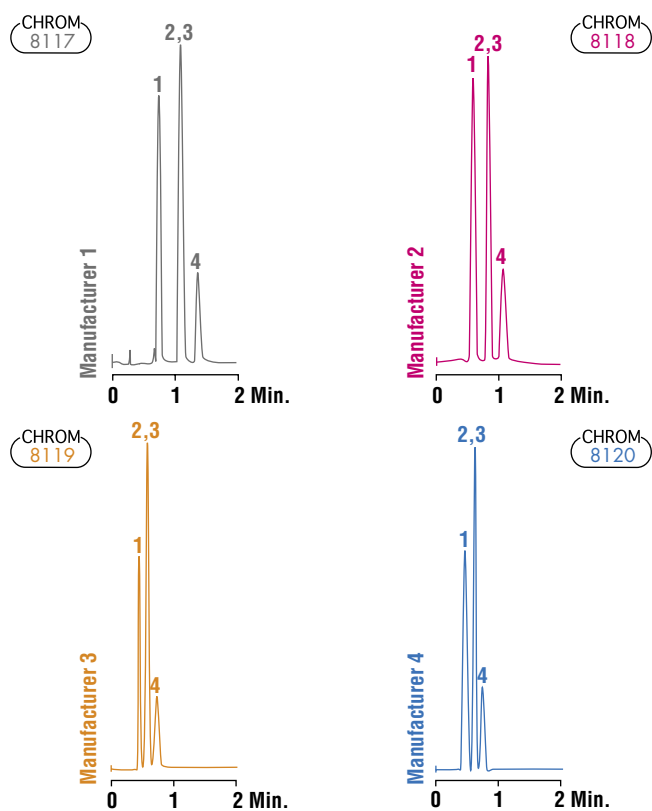 CHROM
8117
2,3
1
4
Manufacturer 1
0 1 2 Min.
CHROM
8118
2,3
1
4
Manufacturer 2
0 1 2 Min.
CHROM
8119
2,3
1
4
Manufacturer 3
0 1 2 Min.
CHROM
8120
2,3
1
4
Manufacturer 4
0 1 2 Min.